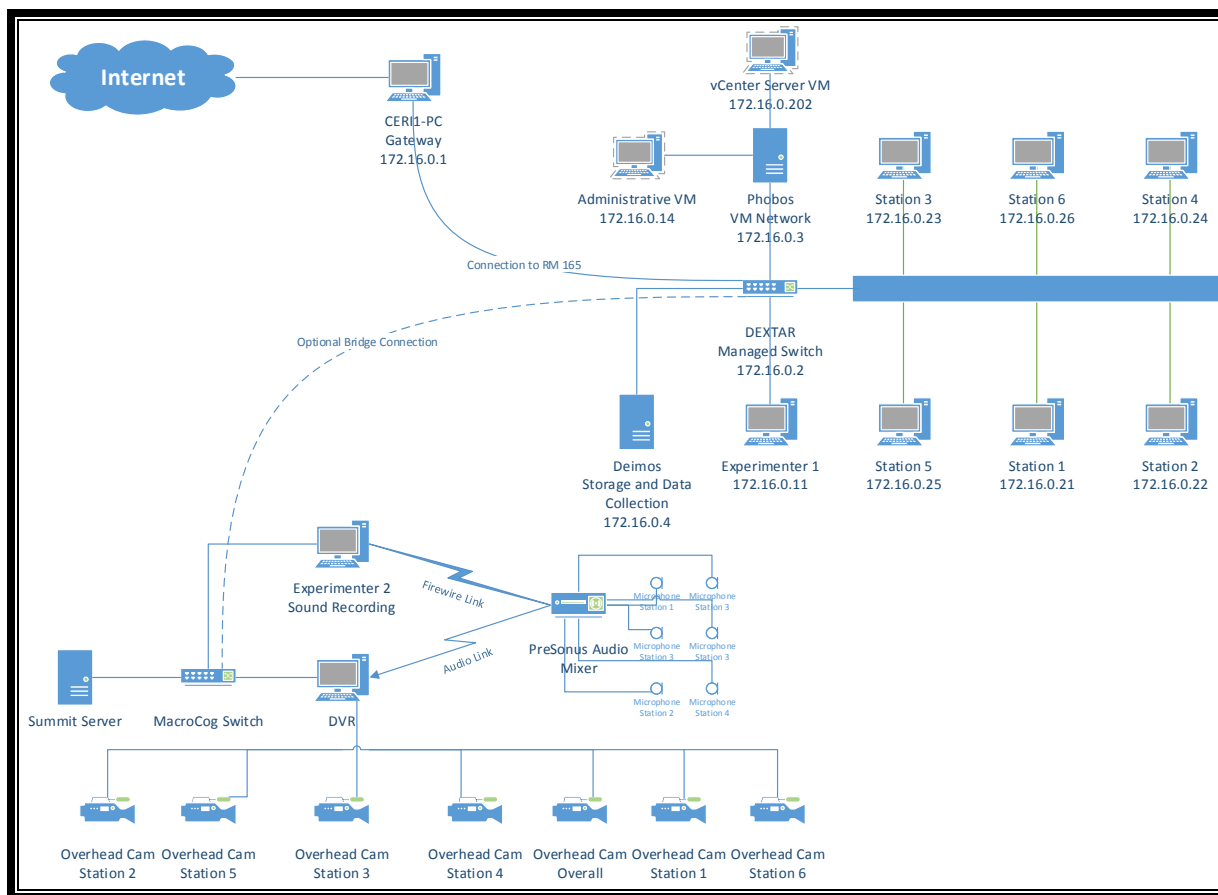 Internet
CERI1-PC
Gateway
172.16.0.1
vCenter Server VM
172.16.0.202
Administrative VM
172.16.0.14
Phobos
VM Network
172.16.0.3
Station 3
172.16.0.23
Station 6
172.16.0.26
Station 4
172.16.0.24
Connection to RM 165
Optional Bridge Connection
DEXTAR
Managed Switch
172.16.0.2
Deimos
Storage and Data
Collection
172.16.0.4
Experimenter 1
172.16.0.11
Station 5
172.16.0.25
Station 1
172.16.0.21
Station 2
172.16.0.22
Experimenter 2
Sound Recording
Firewire Link
Audio Link
PreSonus Audio
Mixer
Microphone
Station 1
Microphone
Station 3
Microphone
Station 3
Microphone
Station 6
Microphone
Station 2
Microphone
Station 4
Summit Server
MacroCog Switch
DVR
Overhead Cam
Station 2
Overhead Cam
Station 5
Overhead Cam
Station 3
Overhead Cam
Station 4
Overhead Cam
Overall
Overhead Cam
Station 1
Overhead Cam
Station 6